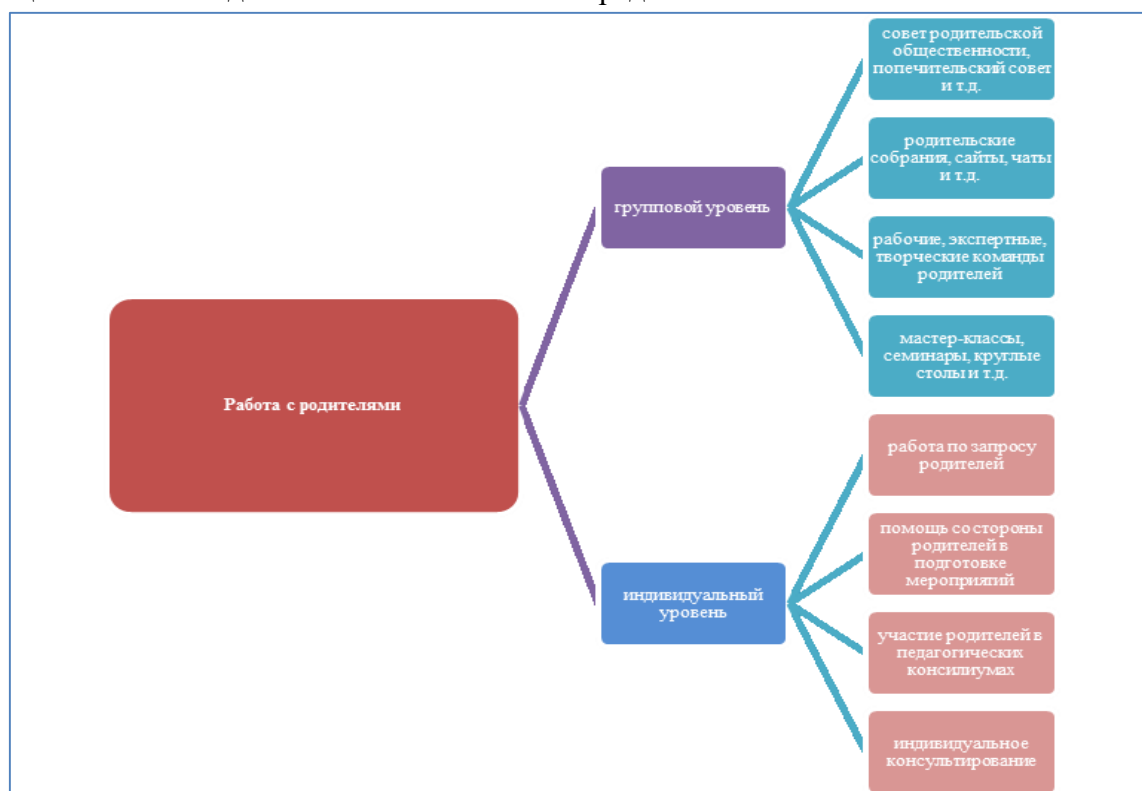 совет родительской
общественности,
попечительский совет
и т.д.
родительские
собрания, сайты, чаты
и т.д.
групповой уровень
рабочие, экспертные,
творческие команды
родителей
мастер-классы,
семинары, круглые
столы и т.д.
Работа с родителями
работа по запросу
родителей
помощь со стороны
родителей в
подготовке
мероприятий
индивидуальный
уровень
участие родителей в
педагогических
консилиумах
индивидуальное
консультирование